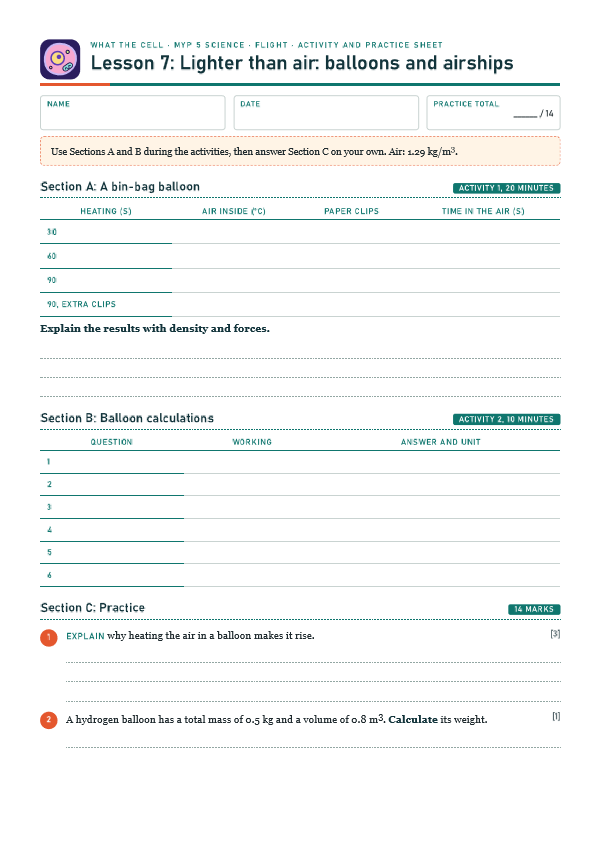 WHAT THE CELL · MYP 5 SCIENCE · FLIGHT · ACTIVITY AND PRACTICE SHEET
Lesson 7: Lighter than air: balloons and airships
NAME
DATE
PRACTICE TOTAL
_____ / 14
Use Sections A and B during the activities, then answer Section C on your own. Air: 1.29 kg/m³.
Section A: A bin-bag balloon
ACTIVITY 1, 20 MINUTES
HEATING (S) AIR INSIDE (°C) PAPER CLIPS TIME IN THE AIR (S)
30
60
90
90, EXTRA CLIPS
Explain the results with density and forces.
Section B: Balloon calculations
ACTIVITY 2, 10 MINUTES
QUESTION WORKING ANSWER AND UNIT
1
2
3
4
5
6
Section C: Practice
14 MARKS
1 EXPLAIN why heating the air in a balloon makes it rise. [3]
2 A hydrogen balloon has a total mass of 0.5 kg and a volume of 0.8 m³. Calculate its weight. [1]